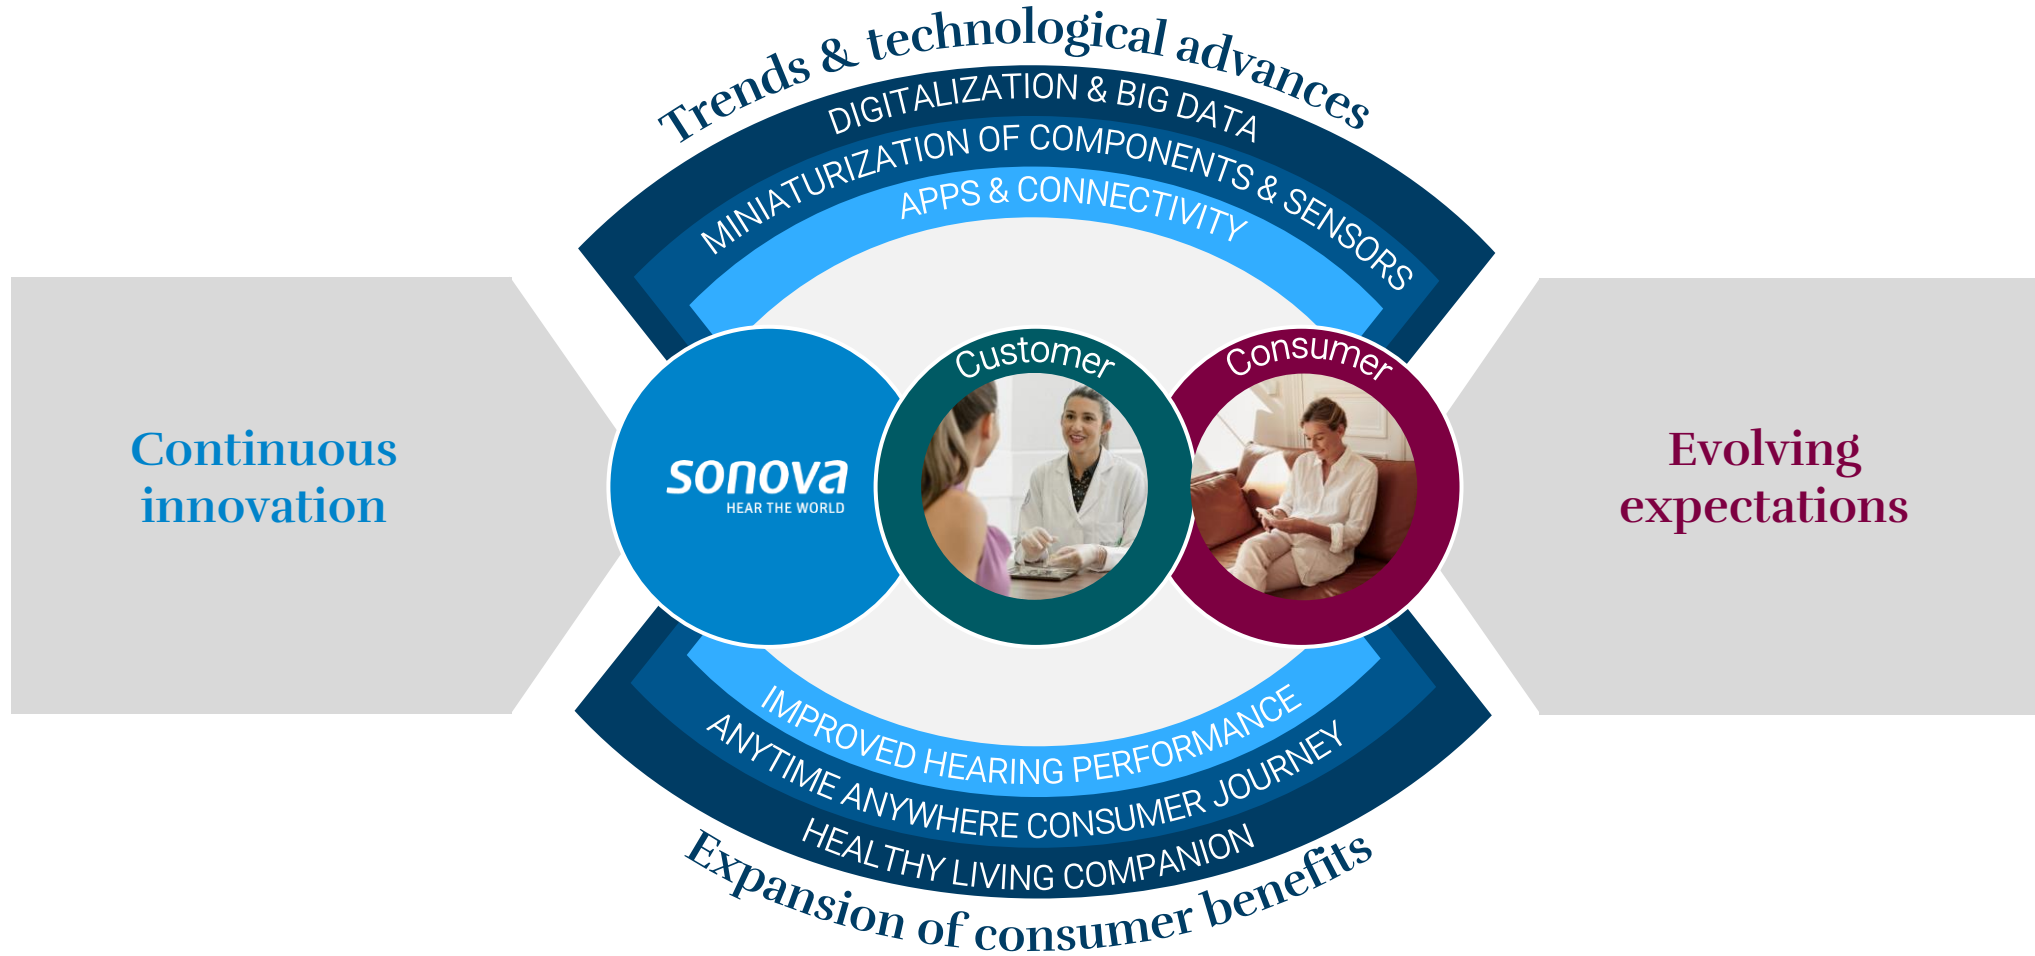 Trends & technological advances
DIGITALIZATION & BIG DATA
MINIATURIZATION OF COMPONENTS & SENSORS
APPS & CONNECTIVITY
Continuous
innovation
sonova
HEAR THE WORLD
Customer
Consumer
Evolving
expectations
IMPROVED HEARING PERFORMANCE
ANYTIME ANYWHERE CONSUMER JOURNEY
HEALTHY LIVING COMPANION
Expansion of consumer benefits